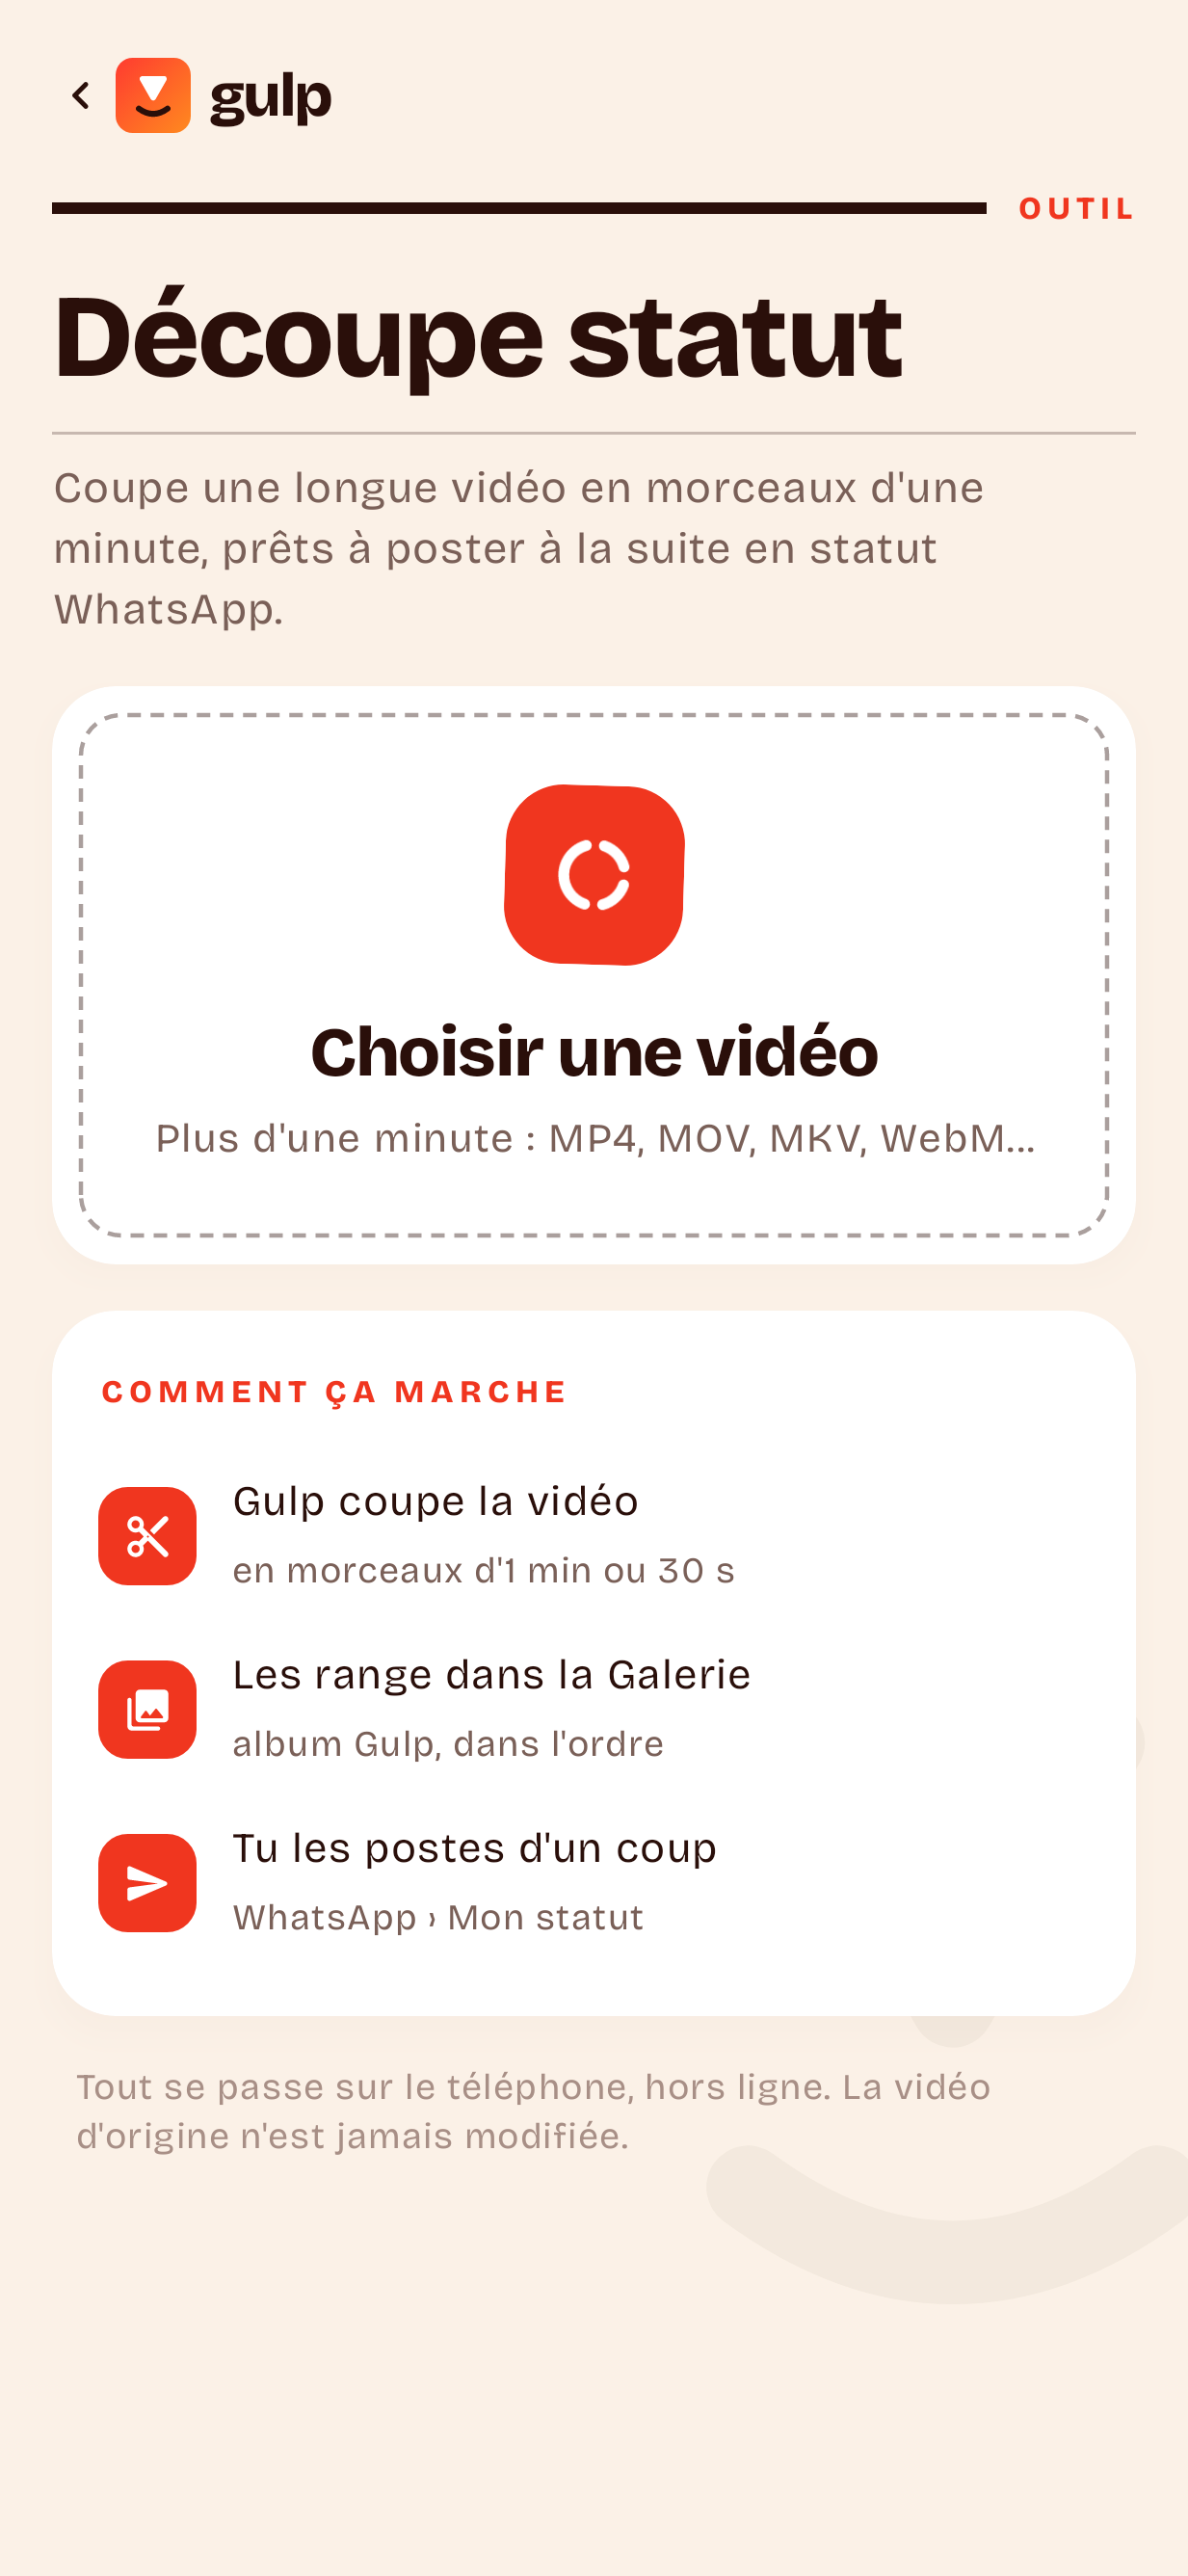 gulp
OUTIL
Découpe statut
Coupe une longue vidéo en morceaux d'une
minute, prêts à poster à la suite en statut
WhatsApp.
Choisir une vidéo
Plus d'une minute : MP4, MOV, MKV, WebM...
COMMENT ÇA MARCHE
Gulp coupe la vidéo
en morceaux d'1 min ou 30 s
Les range dans la Galerie
album Gulp, dans l'ordre
Tu les postes d'un coup
WhatsApp › Mon statut
Tout se passe sur le téléphone, hors ligne. La vidéo
d'origine n'est jamais modifiée.